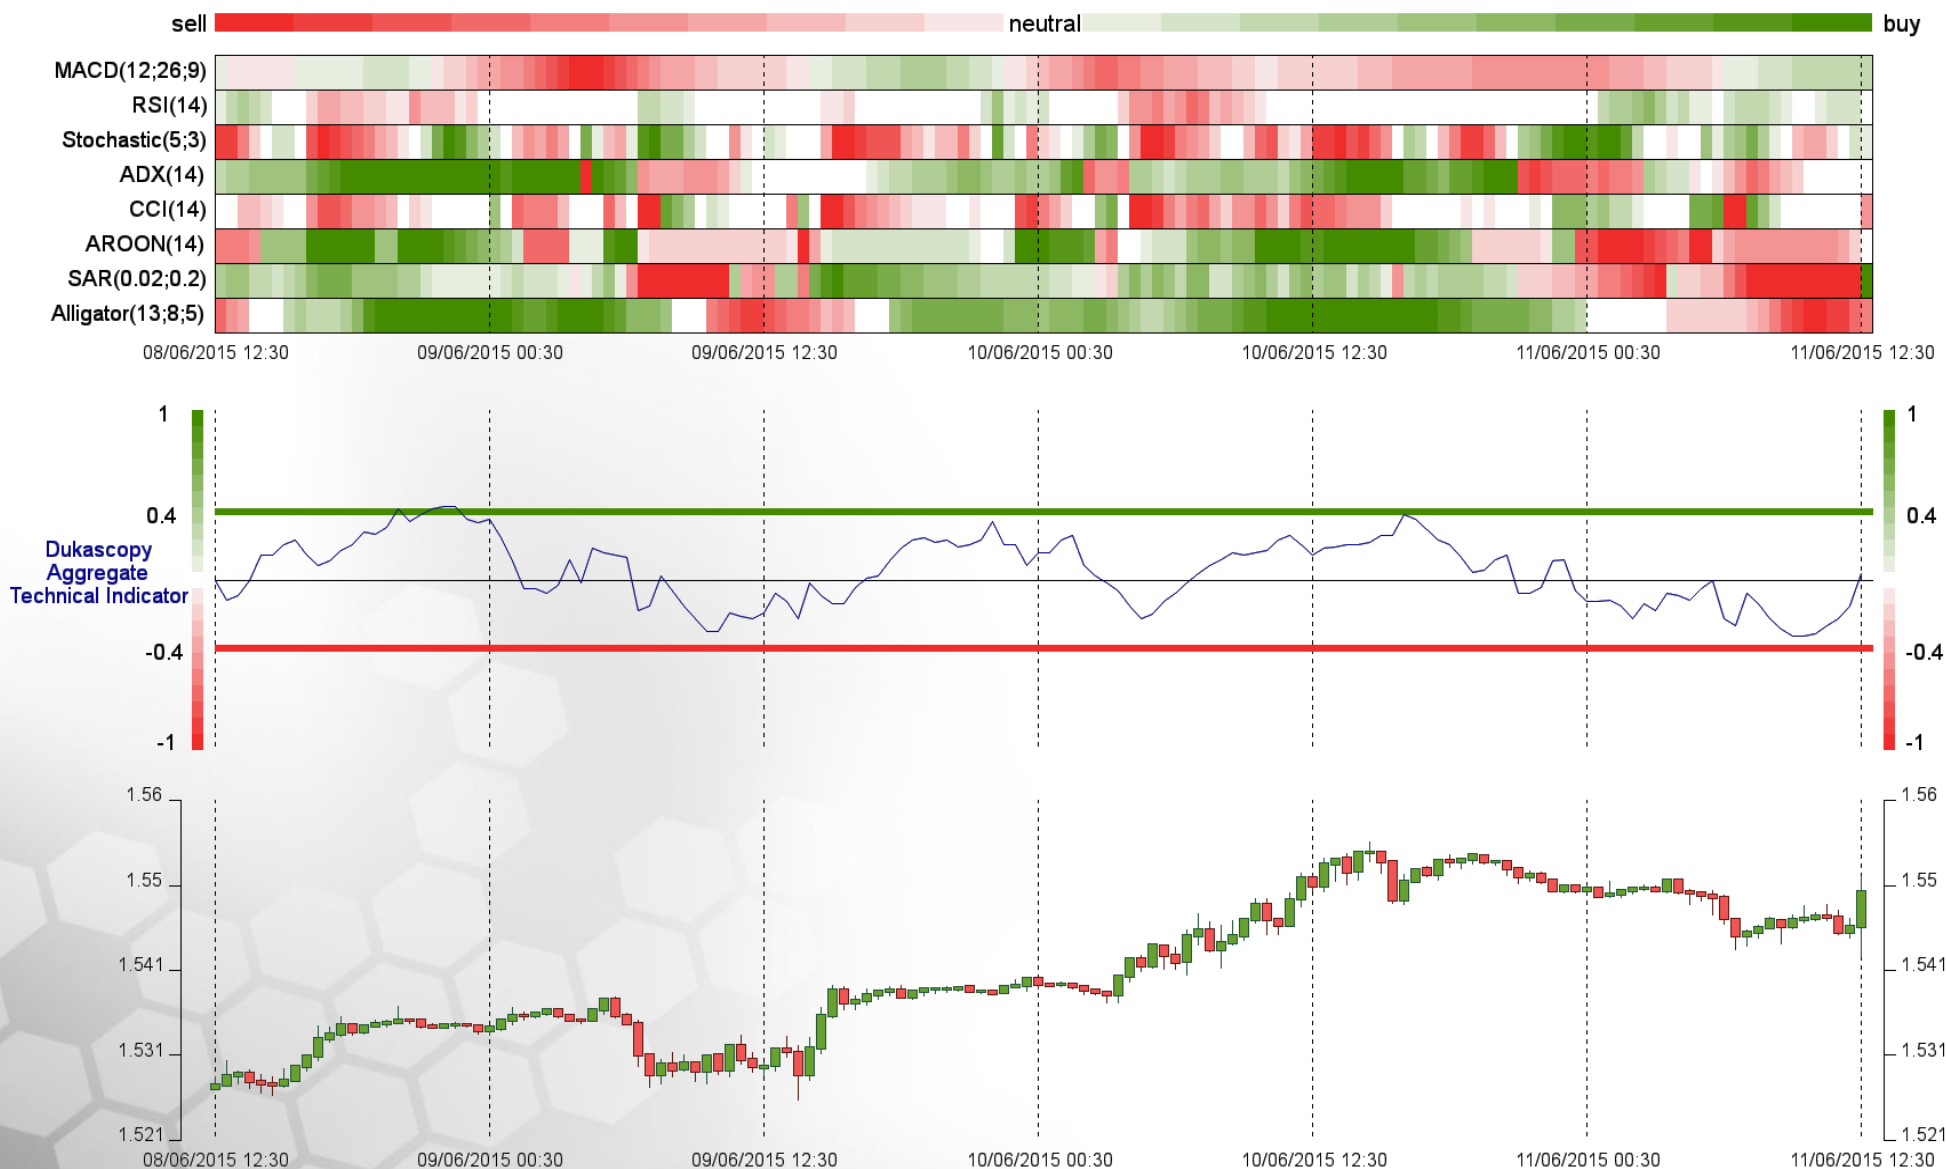 sell neutral buy
MACD(12;26;9)
RSI(14)
Stochastic(5;3)
ADX(14)
CCI(14)
AROON(14)
SAR(0.02;0.2)
Alligator(13;8;5)
08/06/2015 12:30 09/06/2015 00:30 09/06/2015 12:30 10/06/2015 00:30 10/06/2015 12:30 11/06/2015 00:30 11/06/2015 12:30
1 1
0.4 0.4
Dukascopy
Aggregate
Technical Indicator
-0.4 -0.4
-1 -1
1.56 1.56
1.55 1.55
1.541 1.541
1.531 1.531
1.521 1.521
08/06/2015 12:30 09/06/2015 00:30 09/06/2015 12:30 10/06/2015 00:30 10/06/2015 12:30 11/06/2015 00:30 11/06/2015 12:30